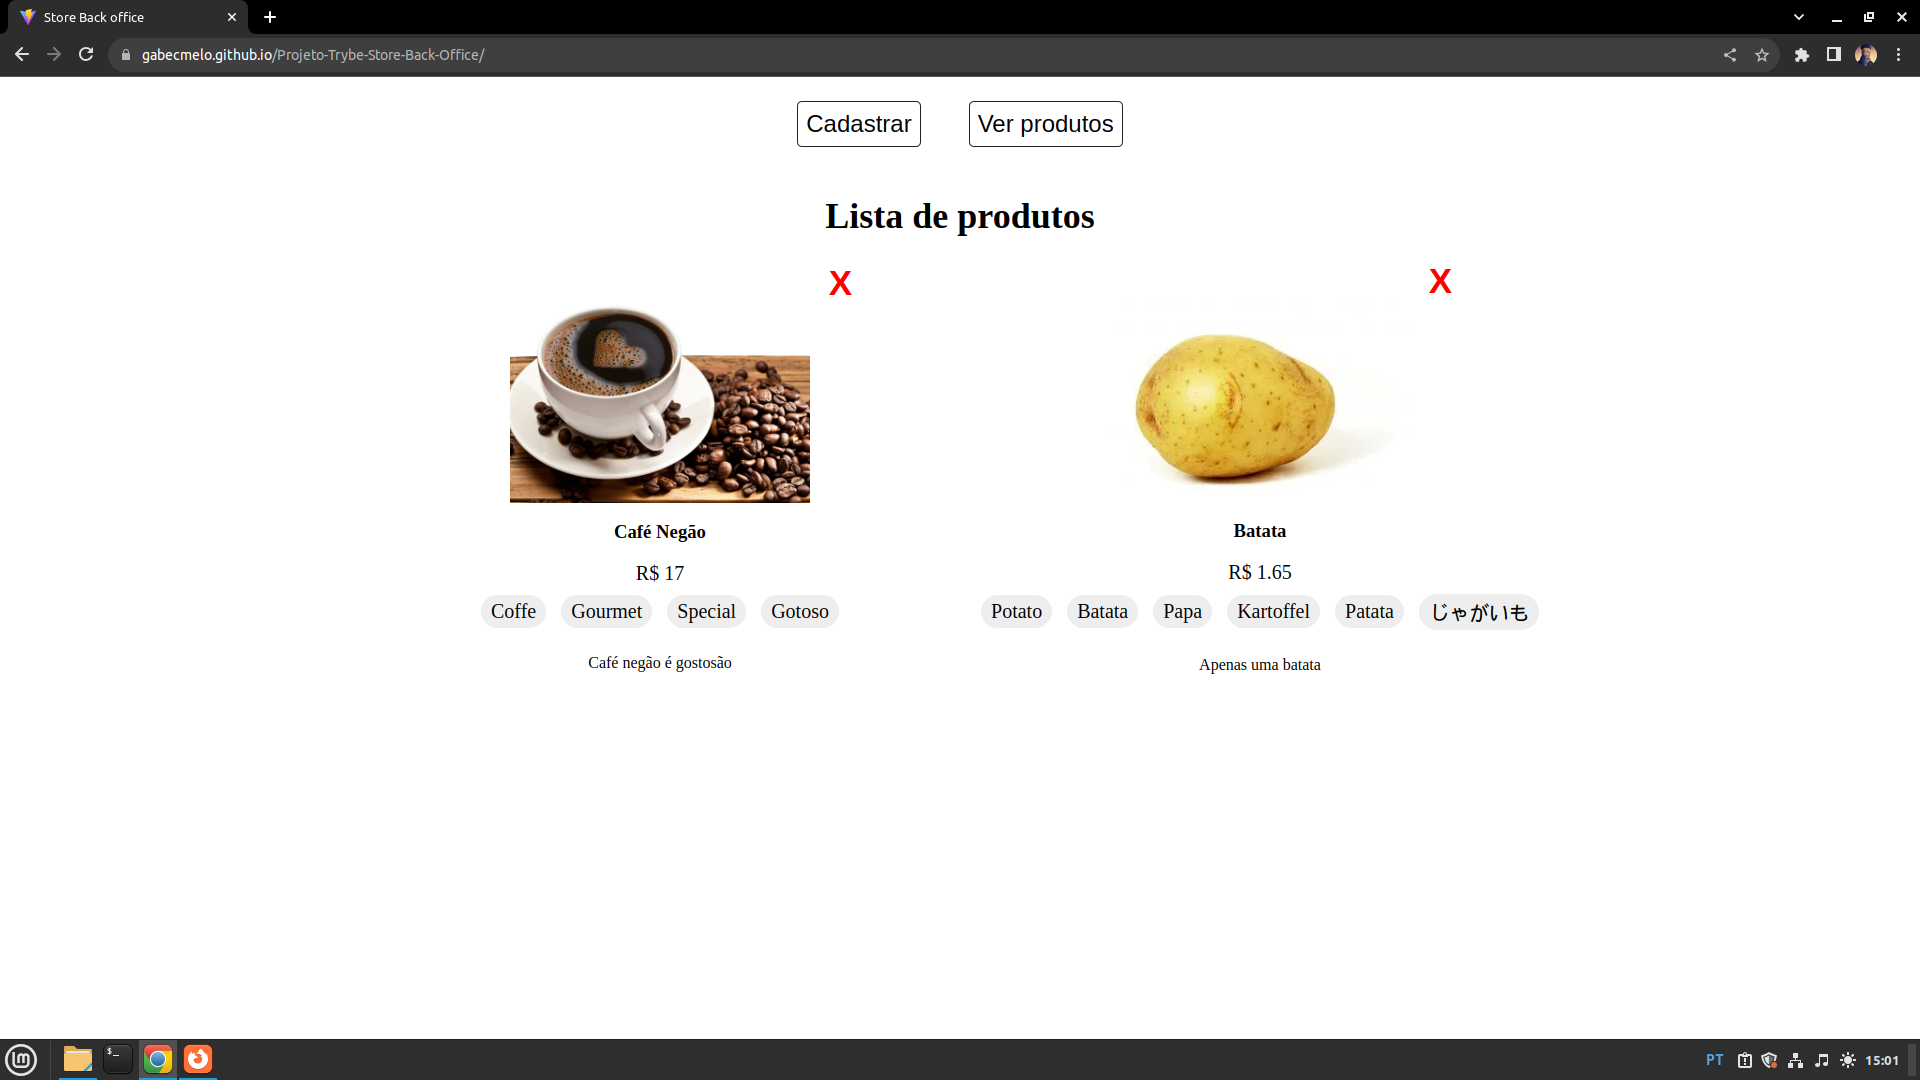 Store Back office
gabecmelo.github.io/Projeto-Trybe-Store-Back-Office/
Cadastrar Ver produtos
Lista de produtos
X X
Café Negão
R$ 17
Coffe Gourmet Special Gotoso
Café negão é gostosão
Batata
R$ 1.65
Potato Batata Papa Kartoffel Patata じゃがいも
Apenas uma batata
$_
lm
PT 15:01